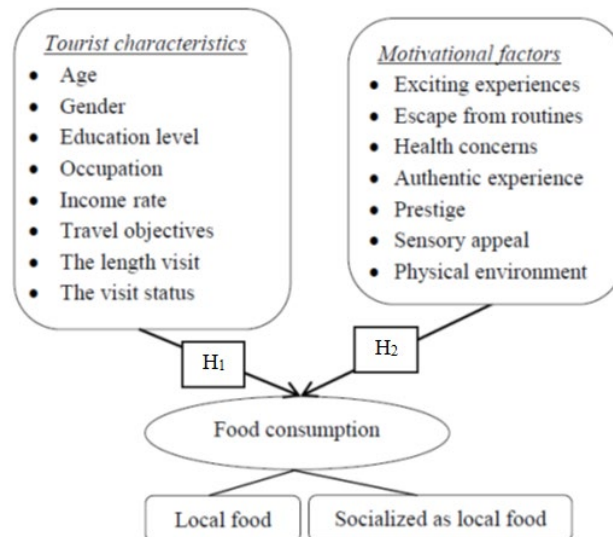 Tourist characteristics
• Age
• Gender
• Education level
• Occupation
• Income rate
• Travel objectives
• The length visit
• The visit status
Motivational factors
• Exciting experiences
• Escape from routines
• Health concerns
• Authentic experience
• Prestige
• Sensory appeal
• Physical environment
H1
H2
Food consumption
Local food
Socialized as local food